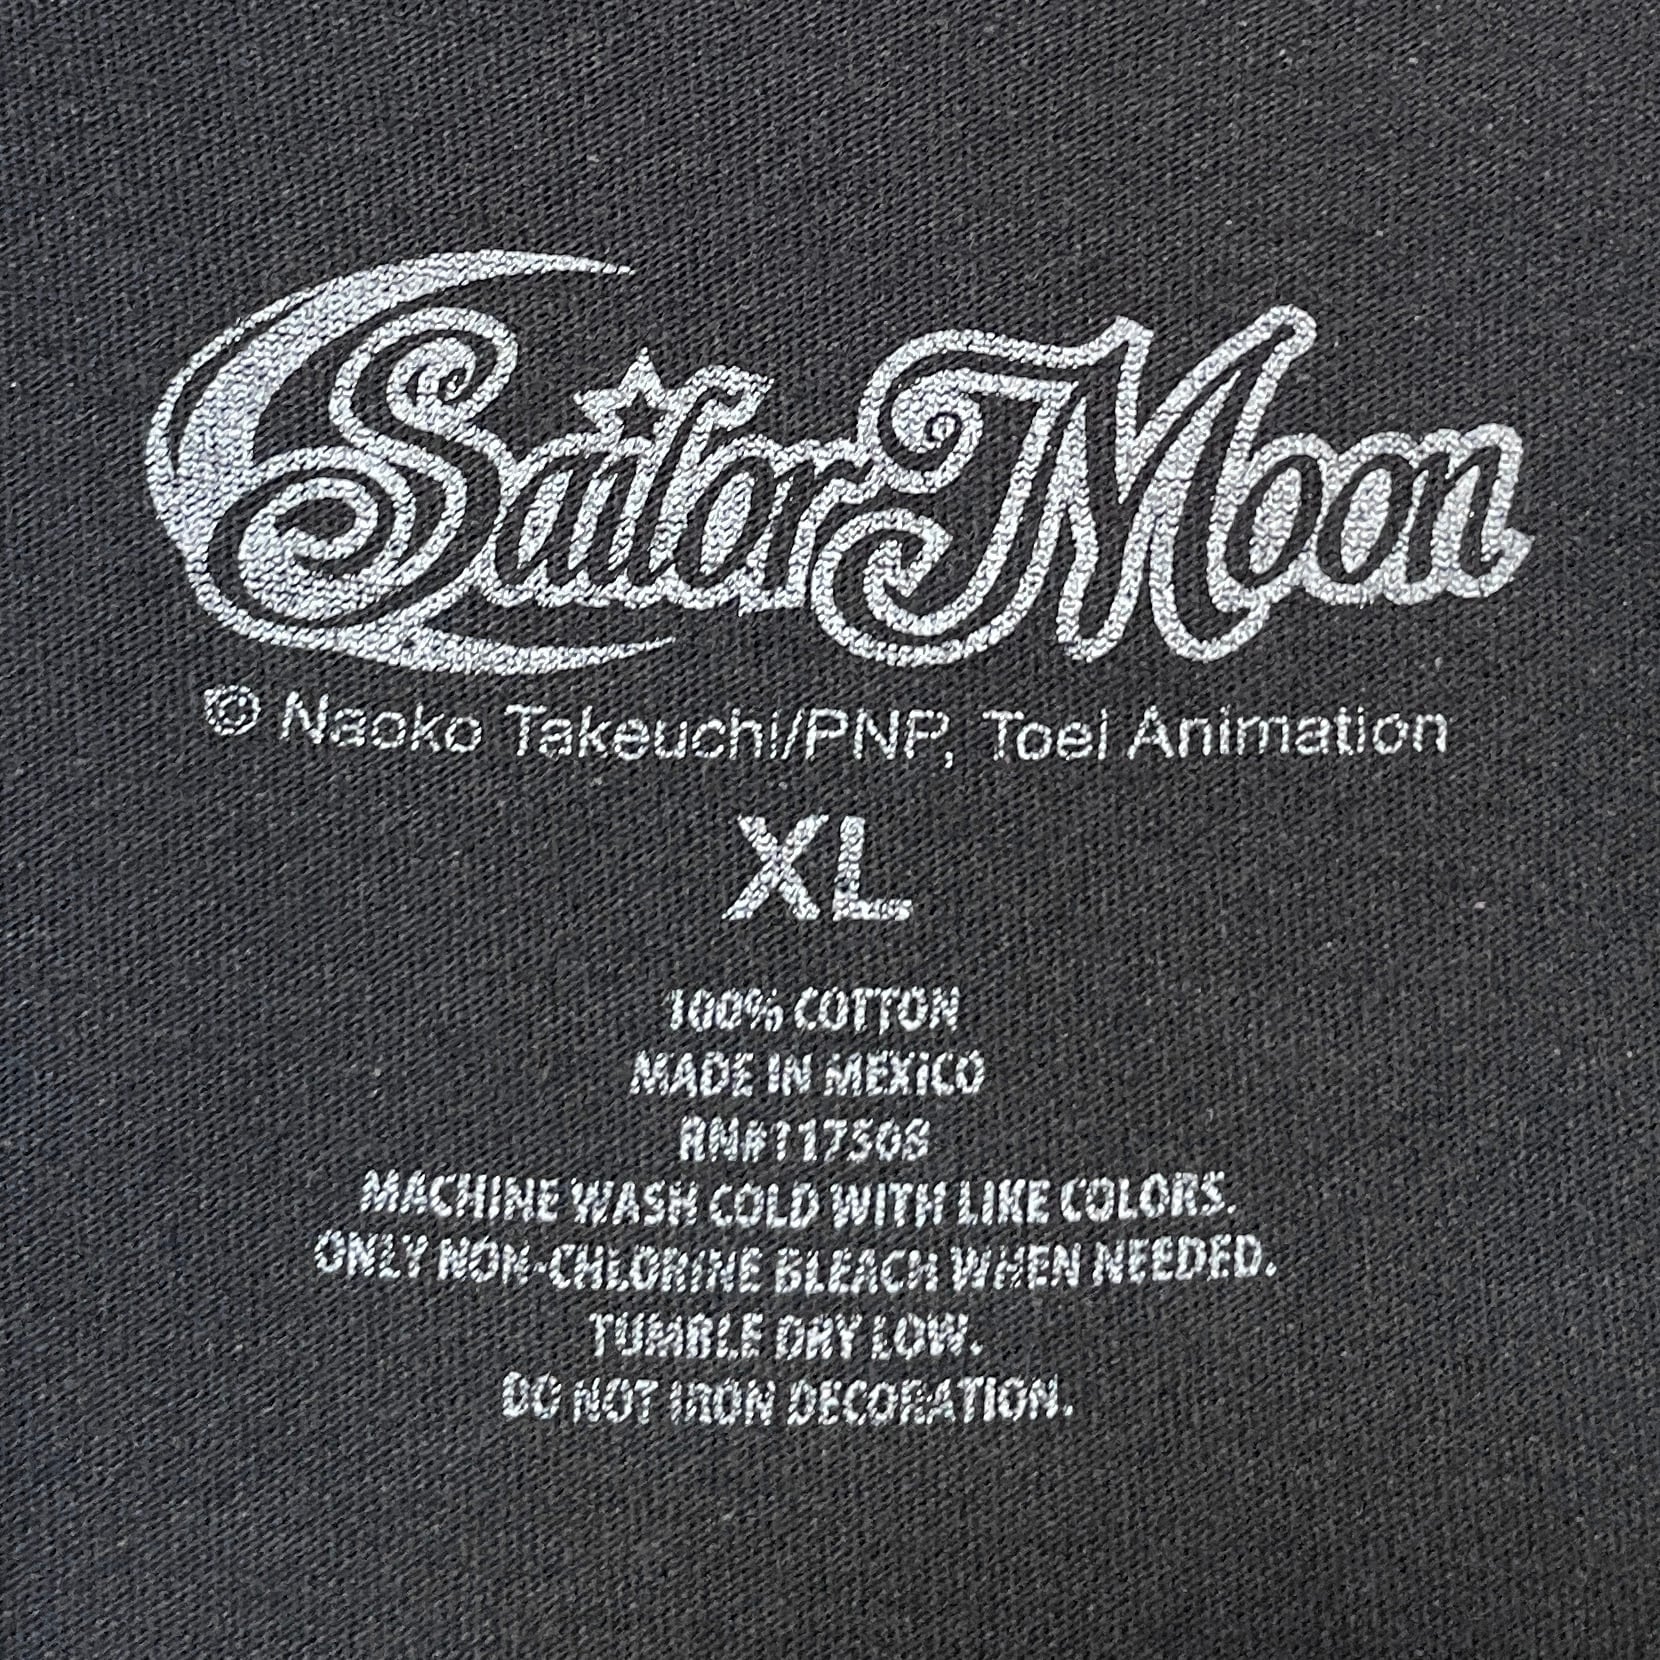 Sailor Moon
© Naoko Takeuchi/PNP, Toei Animation
XL
100% COTTON
MADE IN MEXICO
RN#117508
MACHINE WASH COLD WITH LIKE COLORS.
ONLY NON-CHLORINE BLEACH WHEN NEEDED.
TUMBLE DRY LOW.
DO NOT IRON DECORATION.